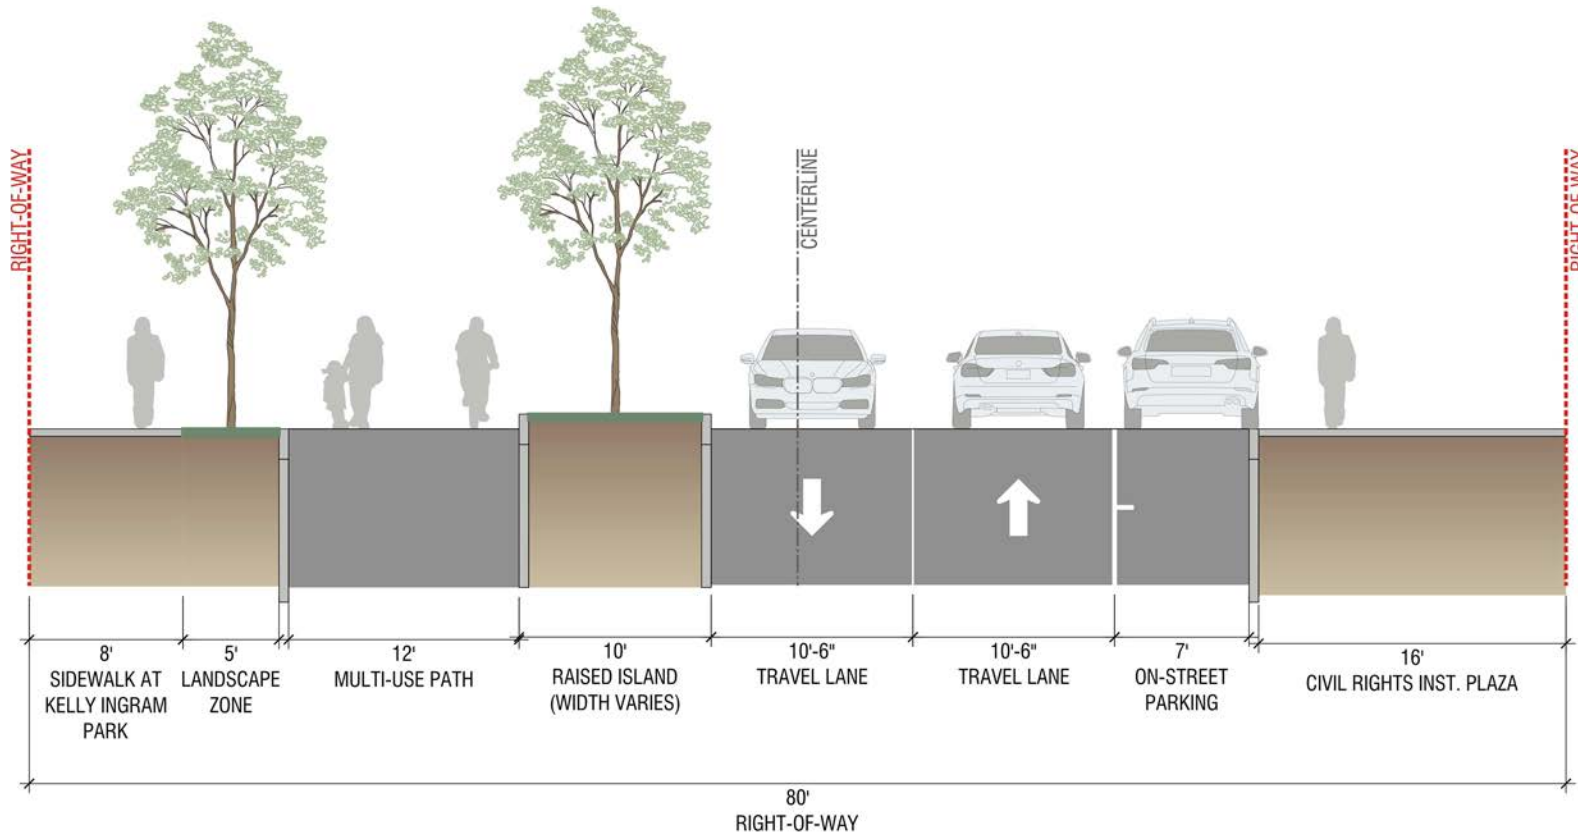 RIGHT-OF-WAY
CENTERLINE
RIGHT-OF-WAY
8'
SIDEWALK AT
KELLY INGRAM
PARK
5'
LANDSCAPE
ZONE
12'
MULTI-USE PATH
10'
RAISED ISLAND
(WIDTH VARIES)
10'-6"
TRAVEL LANE
10'-6"
TRAVEL LANE
7'
ON-STREET
PARKING
16'
CIVIL RIGHTS INST. PLAZA
80'
RIGHT-OF-WAY